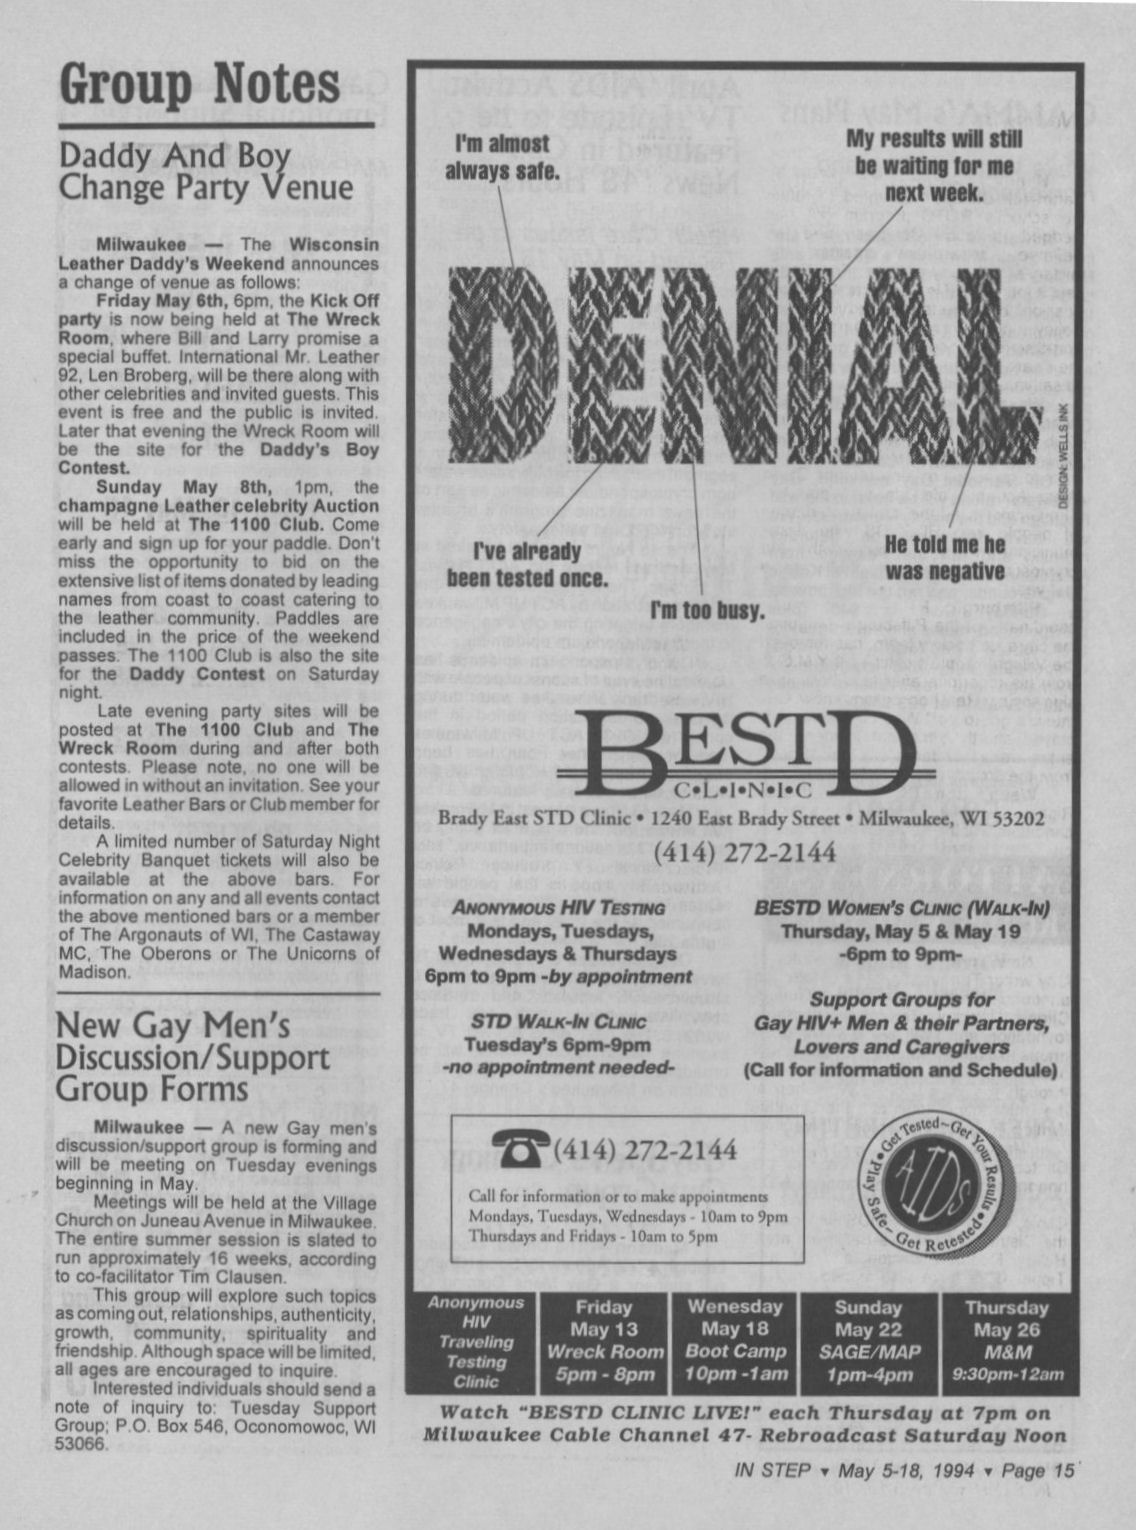 Group Notes
Daddy And Boy
Change Party Venue
Milwaukee — The Wisconsin
Leather Daddy's Weekend announces
a change of venue as follows:
Friday May 6th, 6pm, the Kick Off
party is now being held at The Wreck
Room, where Bill and Larry promise a
special buffet. International Mr. Leather
92, Len Broberg, will be there along with
other celebrities and invited guests. This
event is free and the public is invited.
Later that evening the Wreck Room will
be the site for the Daddy's Boy
Contest.
Sunday May 8th, 1pm, the
champagne Leather celebrity Auction
will be held at The 1100 Club. Come
early and sign up for your paddle. Don't
miss the opportunity to bid on the
extensive list of items donated by leading
names from coast to coast catering to
the leather community. Paddles are
included in the price of the weekend
passes. The 1100 Club is also the site
for the Daddy Contest on Saturday
night.
Late evening party sites will be
posted at The 1100 Club and The
Wreck Room during and after both
contests. Please note, no one will be
allowed in without an invitation. See your
favorite Leather Bars or Club member for
details.
A limited number of Saturday Night
Celebrity Banquet tickets will also be
available at the above bars. For
information on any and all events contact
the above mentioned bars or a member
of The Argonauts of WI, The Castaway
MC, The Oberons or The Unicorns of
Madison.
New Gay Men's
Discussion/Support
Group Forms
Milwaukee — A new Gay men's
discussion/support group is forming and
will be meeting on Tuesday evenings
beginning in May.
Meetings will be held at the Village
Church on Juneau Avenue in Milwaukee.
The entire summer session is slated to
run approximately 16 weeks, according
to co-facilitator Tim Clausen.
This group will explore such topics
as coming out, relationships, authenticity,
growth, community, spirituality and
friendship. Although space will be limited,
all ages are encouraged to inquire.
Interested individuals should send a
note of inquiry to: Tuesday Support
Group; P.O. Box 546, Oconomowoc, WI
53066.
I'm almost
always safe.
My results will still
be waiting for me
next week.
DENIAL
DESIGN: WELLS INK
I've already
been tested once.
I'm too busy.
He told me he
was negative
BESTD
C•L•I•N•I•C
Brady East STD Clinic • 1240 East Brady Street • Milwaukee, WI 53202
(414) 272-2144
ANONYMOUS HIV TESTING
Mondays, Tuesdays,
Wednesdays & Thursdays
6pm to 9pm -by appointment
STD WALK-IN CLINIC
Tuesday's 6pm-9pm
-no appointment needed-
BESTD WOMEN'S CLINIC (WALK-IN)
Thursday, May 5 & May 19
-6pm to 9pm-
Support Groups for
Gay HIV+ Men & their Partners,
Lovers and Caregivers
(Call for information and Schedule)
(414) 272-2144
Call for information or to make appointments
Mondays, Tuesdays, Wednesdays - 10am to 9pm
Thursdays and Fridays - 10am to 5pm
Play Safe~ • Get Tested~Get Your Results • Get Retested
AIDS
Anonymous
HIV
Traveling
Testing
Clinic
Friday
May 13
Wreck Room
5pm - 8pm
Wenesday
May 18
Boot Camp
10pm -1am
Sunday
May 22
SAGE/MAP
1pm-4pm
Thursday
May 26
M&M
9:30pm-12am
Watch "BESTD CLINIC LIVE!" each Thursday at 7pm on
Milwaukee Cable Channel 47- Rebroadcast Saturday Noon
IN STEP ▾ May 5-18, 1994 ▾ Page 15